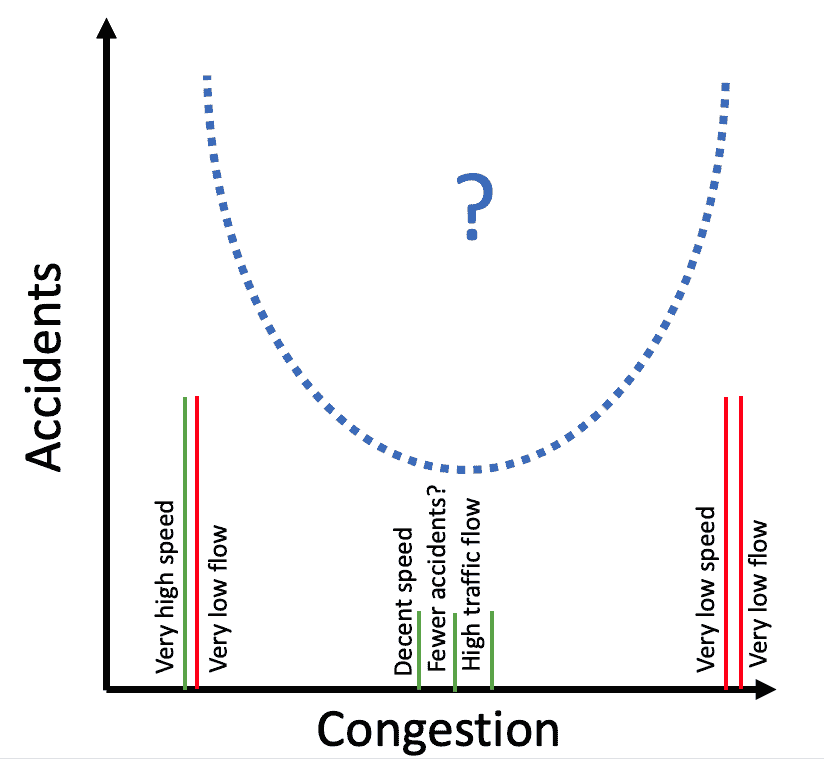 ?
Accidents
Very high speed
Very low flow
Decent speed
Fewer accidents?
High traffic flow
Very low speed
Very low flow
Congestion